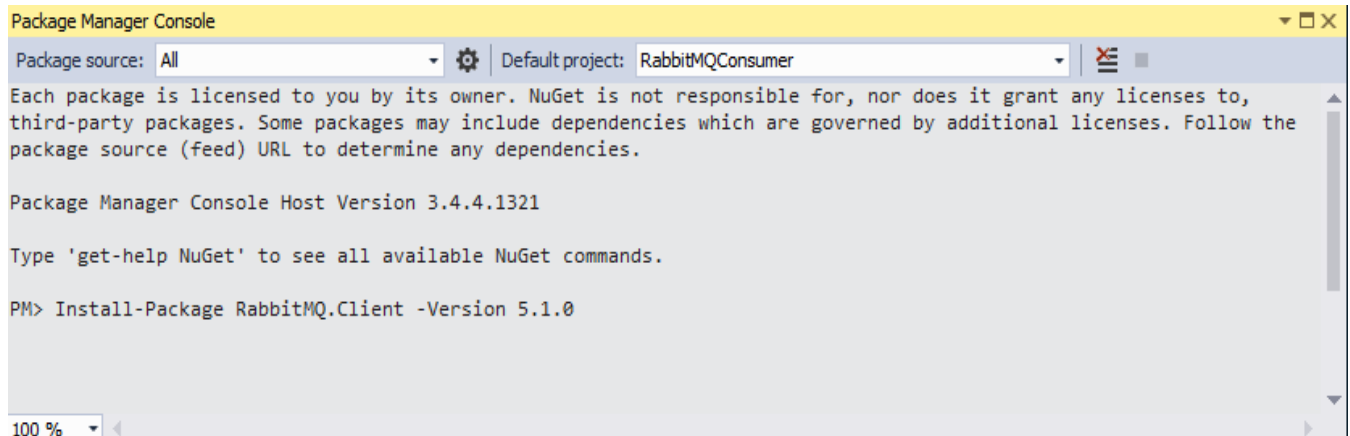 Package Manager Console
Package source: All Default project: RabbitMQConsumer
Each package is licensed to you by its owner. NuGet is not responsible for, nor does it grant any licenses to,
third-party packages. Some packages may include dependencies which are governed by additional licenses. Follow the
package source (feed) URL to determine any dependencies.
Package Manager Console Host Version 3.4.4.1321
Type 'get-help NuGet' to see all available NuGet commands.
PM> Install-Package RabbitMQ.Client -Version 5.1.0
100 %